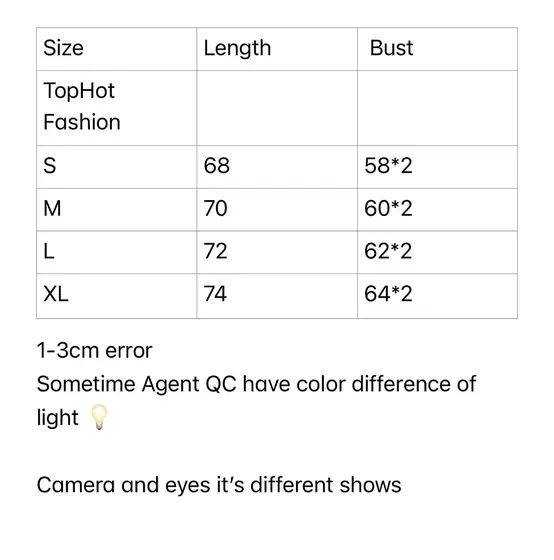 Size Length Bust
TopHot
Fashion
S 68 58*2
M 70 60*2
L 72 62*2
XL 74 64*2
1-3cm error
Sometime Agent QC have color difference of
light 💡
Camera and eyes it's different shows